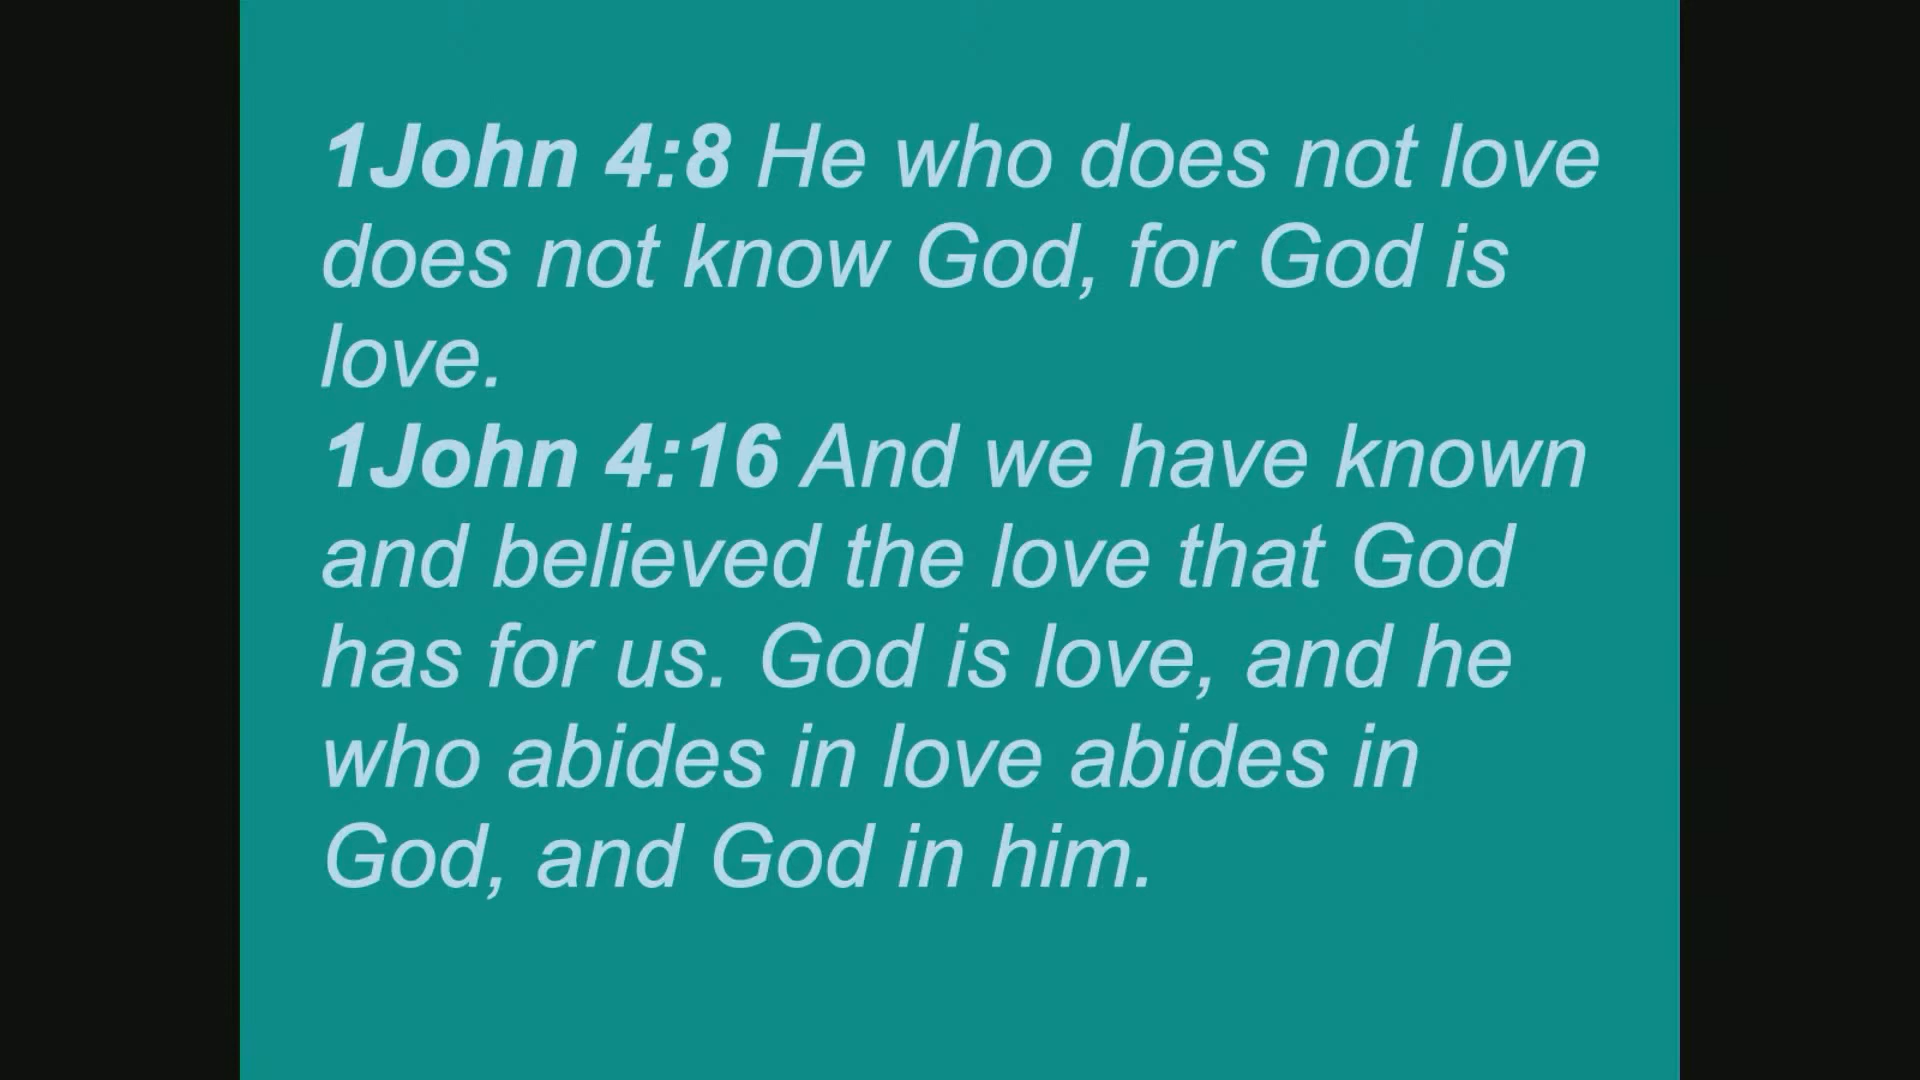 1John 4:8 He who does not love
does not know God, for God is
love.
1John 4:16 And we have known
and believed the love that God
has for us. God is love, and he
who abides in love abides in
God, and God in him.